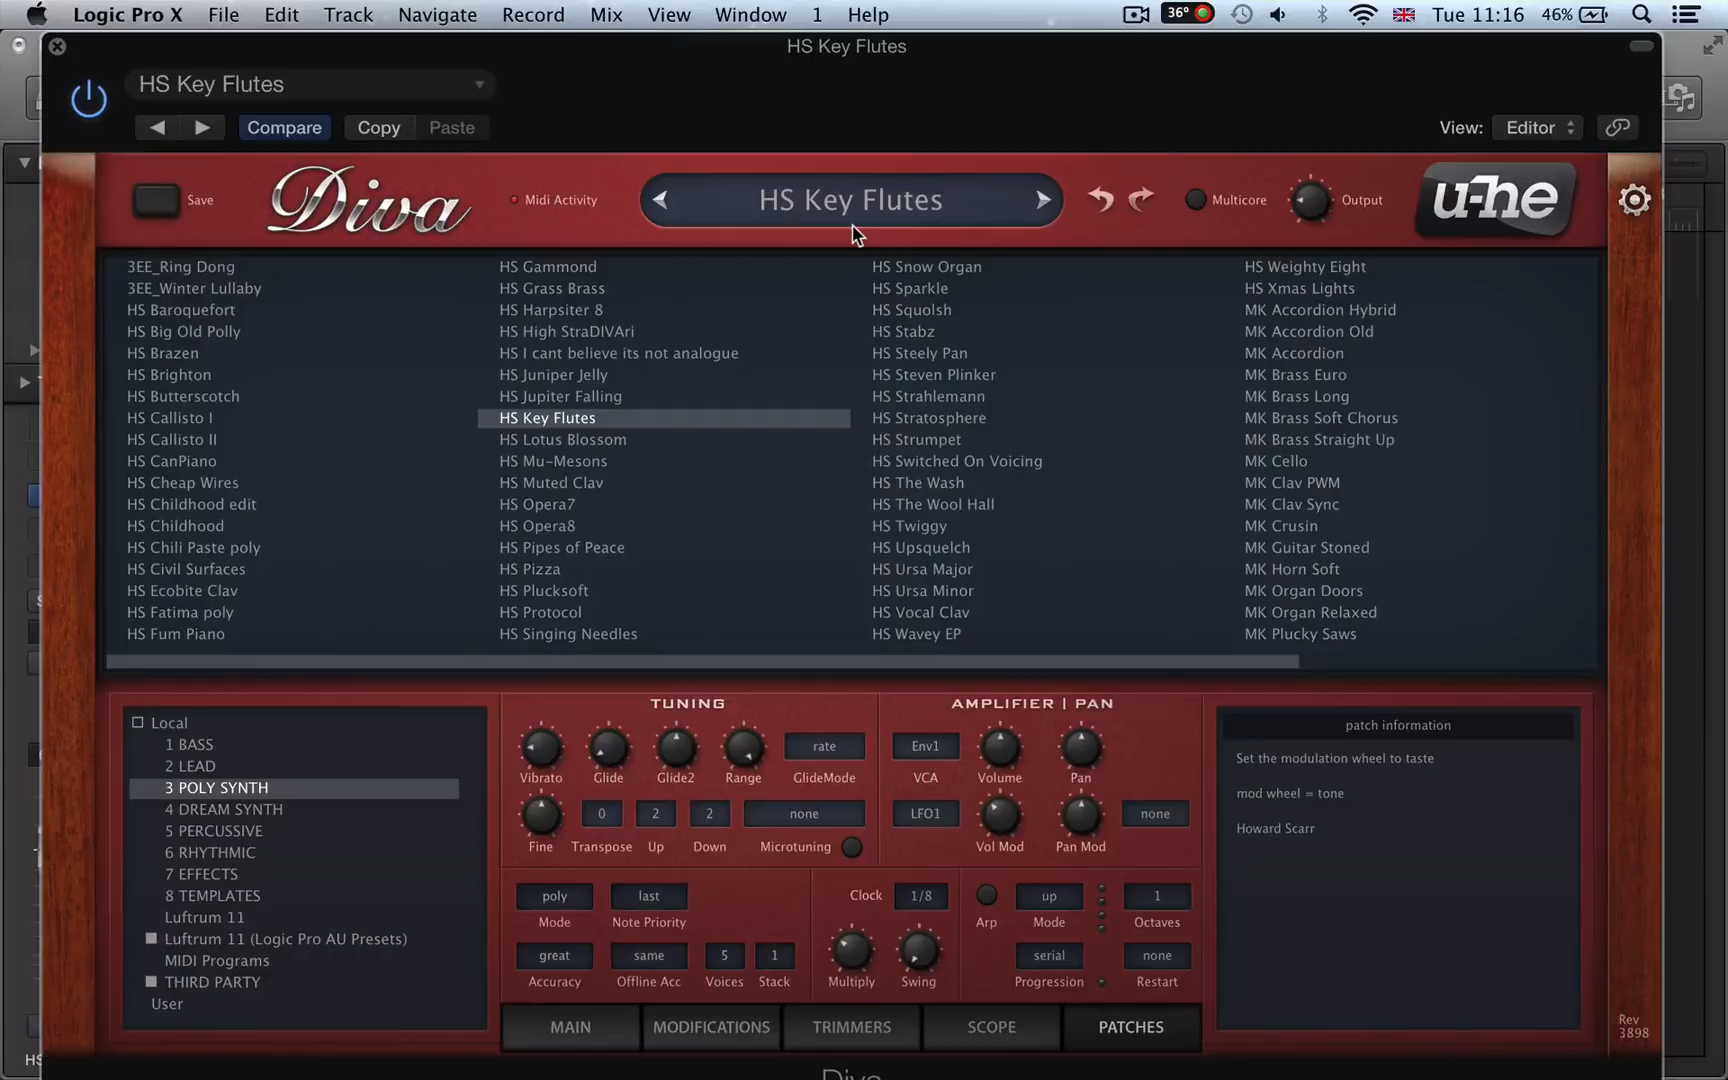 Logic Pro X File Edit Track Navigate Record Mix View Window 1 Help 36° Tue 11:16 46%
HS Key Flutes
HS Key Flutes
Compare Copy Paste View: Editor
Save Diva Midi Activity HS Key Flutes Multicore Output u-he
3EE_Ring Dong HS Gammond HS Snow Organ HS Weighty Eight
3EE_Winter Lullaby HS Grass Brass HS Sparkle HS Xmas Lights
HS Baroquefort HS Harpsiter 8 HS Squolsh MK Accordion Hybrid
HS Big Old Polly HS High StraDIVAri HS Stabz MK Accordion Old
HS Brazen HS I cant believe its not analogue HS Steely Pan MK Accordion
HS Brighton HS Juniper Jelly HS Steven Plinker MK Brass Euro
HS Butterscotch HS Jupiter Falling HS Strahlemann MK Brass Long
HS Callisto I HS Key Flutes HS Stratosphere MK Brass Soft Chorus
HS Callisto II HS Lotus Blossom HS Strumpet MK Brass Straight Up
HS CanPiano HS Mu-Mesons HS Switched On Voicing MK Cello
HS Cheap Wires HS Muted Clav HS The Wash MK Clav PWM
HS Childhood edit HS Opera7 HS The Wool Hall MK Clav Sync
HS Childhood HS Opera8 HS Twiggy MK Crusin
HS Chili Paste poly HS Pipes of Peace HS Upsquelch MK Guitar Stoned
HS Civil Surfaces HS Pizza HS Ursa Major MK Horn Soft
HS Ecobite Clav HS Plucksoft HS Ursa Minor MK Organ Doors
HS Fatima poly HS Protocol HS Vocal Clav MK Organ Relaxed
HS Fum Piano HS Singing Needles HS Wavey EP MK Plucky Saws
Local
1 BASS
2 LEAD
3 POLY SYNTH
4 DREAM SYNTH
5 PERCUSSIVE
6 RHYTHMIC
7 EFFECTS
8 TEMPLATES
Luftrum 11
Luftrum 11 (Logic Pro AU Presets)
MIDI Programs
THIRD PARTY
User
TUNING
rate
Vibrato Glide Glide2 Range GlideMode
0 2 2 none
Fine Transpose Up Down Microtuning
AMPLIFIER | PAN
Env1
VCA Volume Pan
LFO1 none
Vol Mod Pan Mod
poly last
Mode Note Priority
great same 5 1
Accuracy Offline Acc Voices Stack
Clock 1/8
Multiply Swing
Arp up 1
Mode Octaves
serial none
Progression Restart
patch information
Set the modulation wheel to taste
mod wheel = tone
Howard Scarr
MAIN MODIFICATIONS TRIMMERS SCOPE PATCHES
Rev
3898
HS
Diva